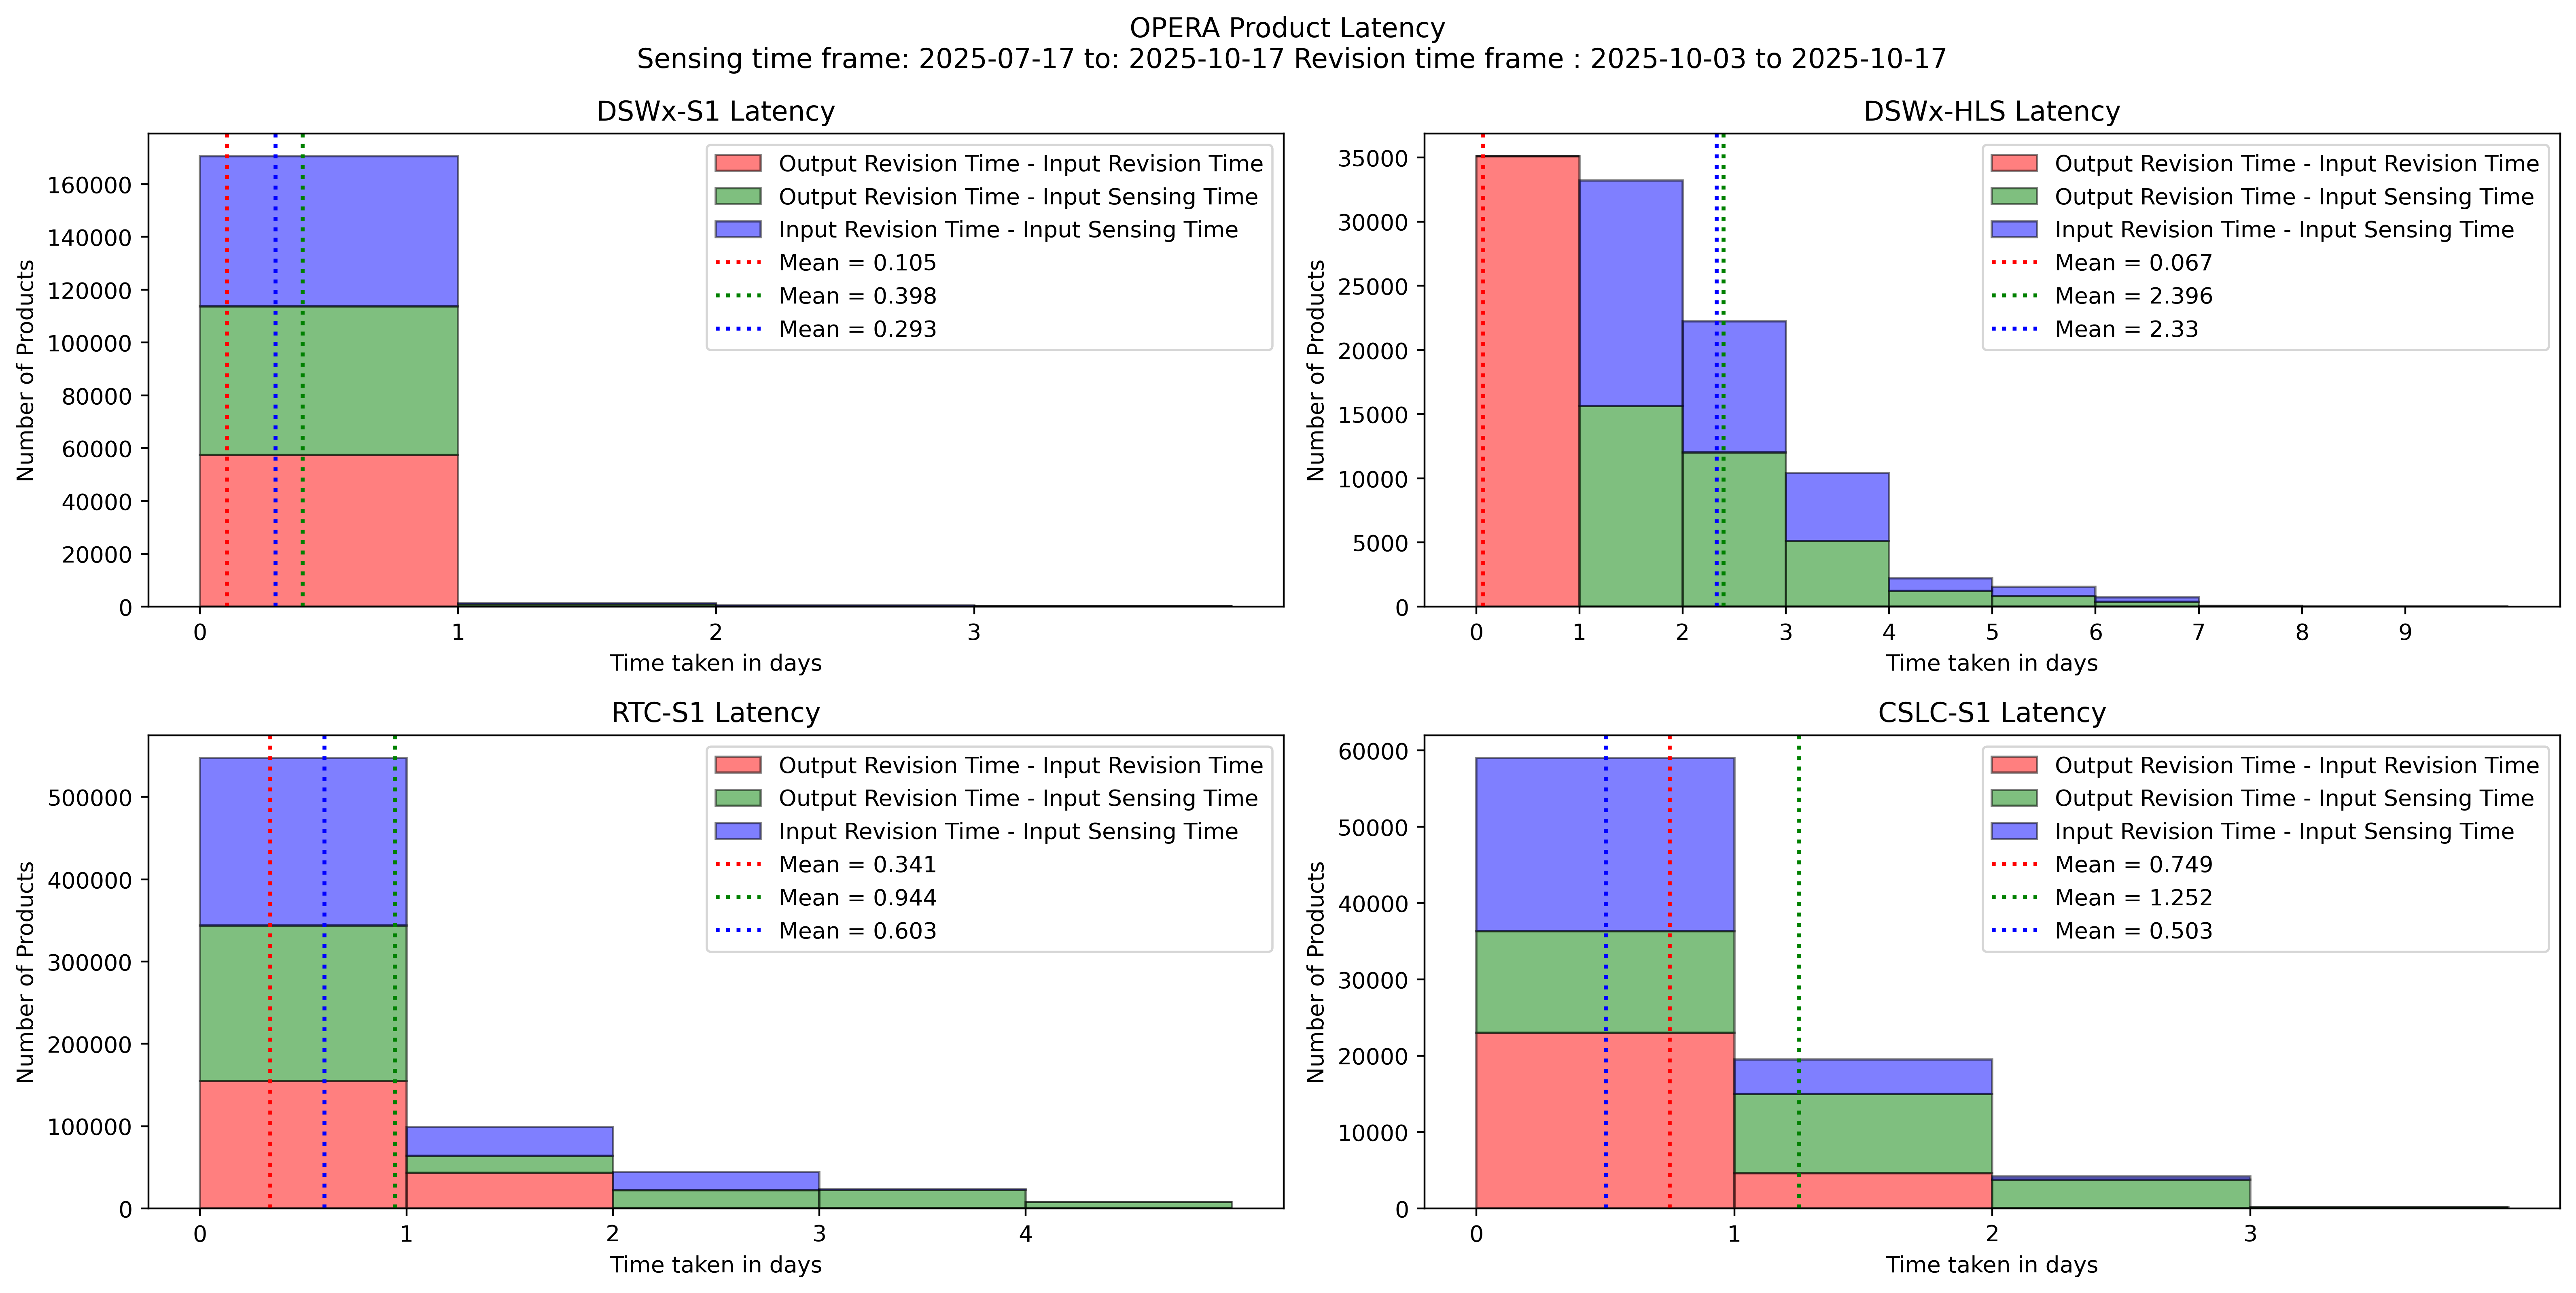 OPERA Product Latency
Sensing time frame: 2025-07-17 to: 2025-10-17 Revision time frame : 2025-10-03 to 2025-10-17
DSWx-S1 Latency
Number of Products
160000
140000
120000
100000
80000
60000
40000
20000
0
Output Revision Time - Input Revision Time
Output Revision Time - Input Sensing Time
Input Revision Time - Input Sensing Time
Mean = 0.105
Mean = 0.398
Mean = 0.293
0 1 2 3
Time taken in days
DSWx-HLS Latency
Number of Products
35000
30000
25000
20000
15000
10000
5000
0
Output Revision Time - Input Revision Time
Output Revision Time - Input Sensing Time
Input Revision Time - Input Sensing Time
Mean = 0.067
Mean = 2.396
Mean = 2.33
0 1 2 3 4 5 6 7 8 9
Time taken in days
RTC-S1 Latency
Number of Products
500000
400000
300000
200000
100000
0
Output Revision Time - Input Revision Time
Output Revision Time - Input Sensing Time
Input Revision Time - Input Sensing Time
Mean = 0.341
Mean = 0.944
Mean = 0.603
0 1 2 3 4
Time taken in days
CSLC-S1 Latency
Number of Products
60000
50000
40000
30000
20000
10000
0
Output Revision Time - Input Revision Time
Output Revision Time - Input Sensing Time
Input Revision Time - Input Sensing Time
Mean = 0.749
Mean = 1.252
Mean = 0.503
0 1 2 3
Time taken in days